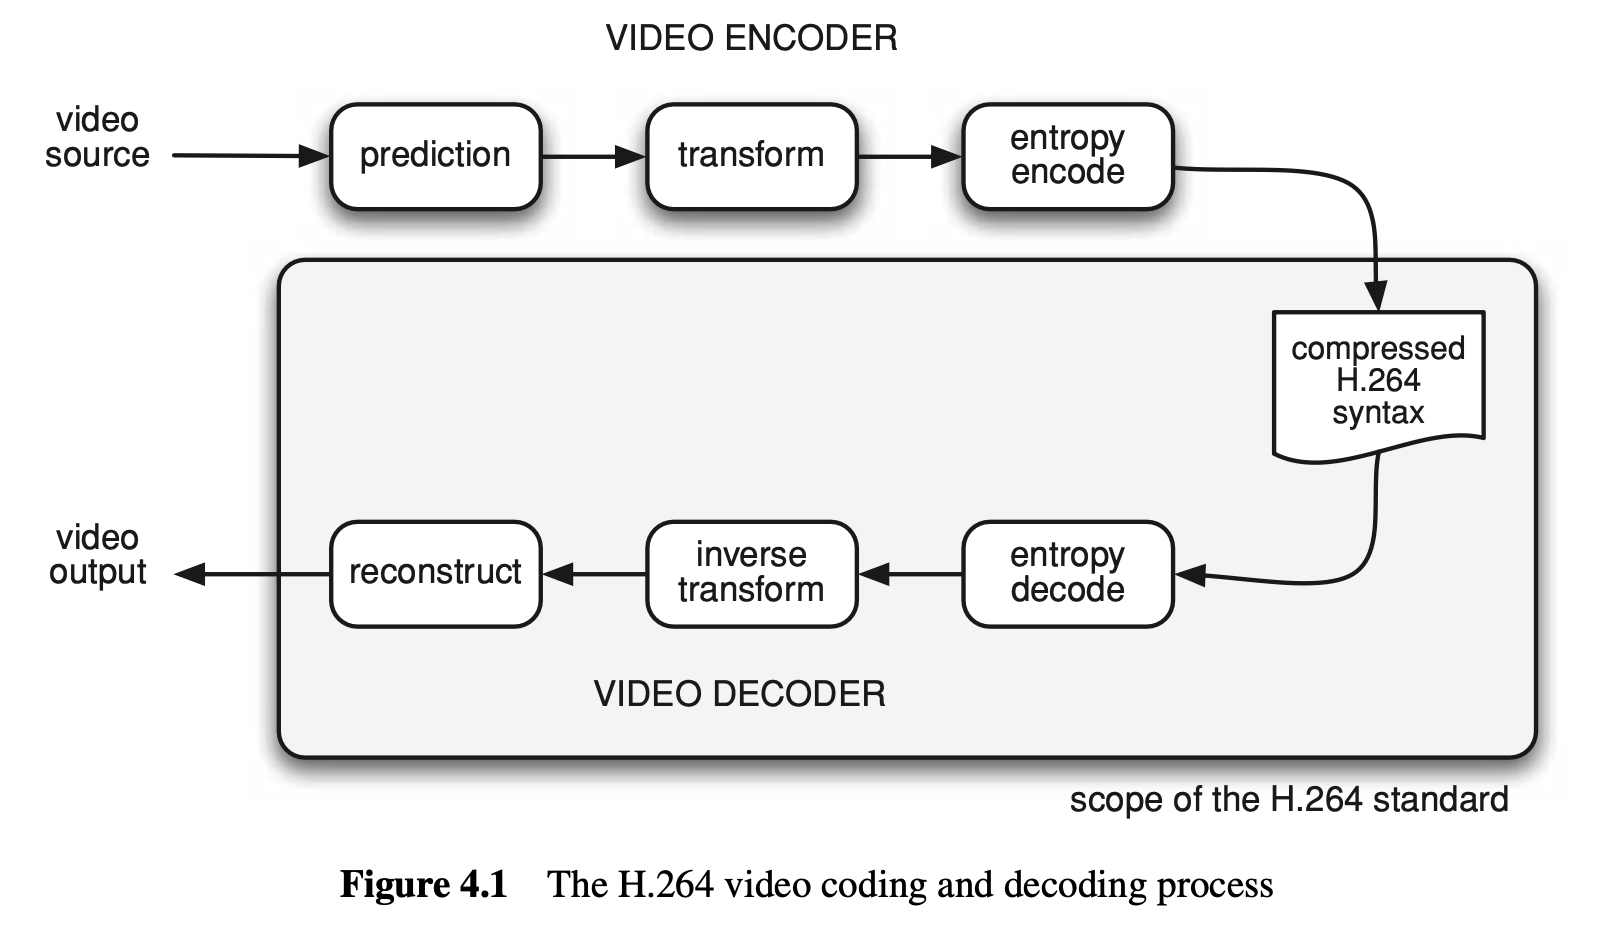 VIDEO ENCODER
video
source
prediction
transform
entropy
encode
compressed
H.264
syntax
video
output
reconstruct
inverse
transform
entropy
decode
VIDEO DECODER
scope of the H.264 standard
Figure 4.1 The H.264 video coding and decoding process